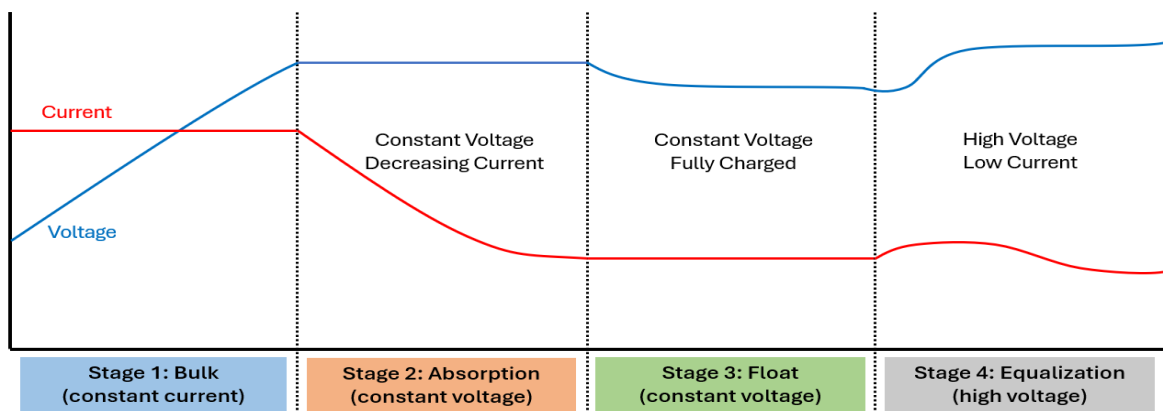 Current
Voltage
Constant Voltage
Decreasing Current
Constant Voltage
Fully Charged
High Voltage
Low Current
Stage 1: Bulk
(constant current)
Stage 2: Absorption
(constant voltage)
Stage 3: Float
(constant voltage)
Stage 4: Equalization
(high voltage)